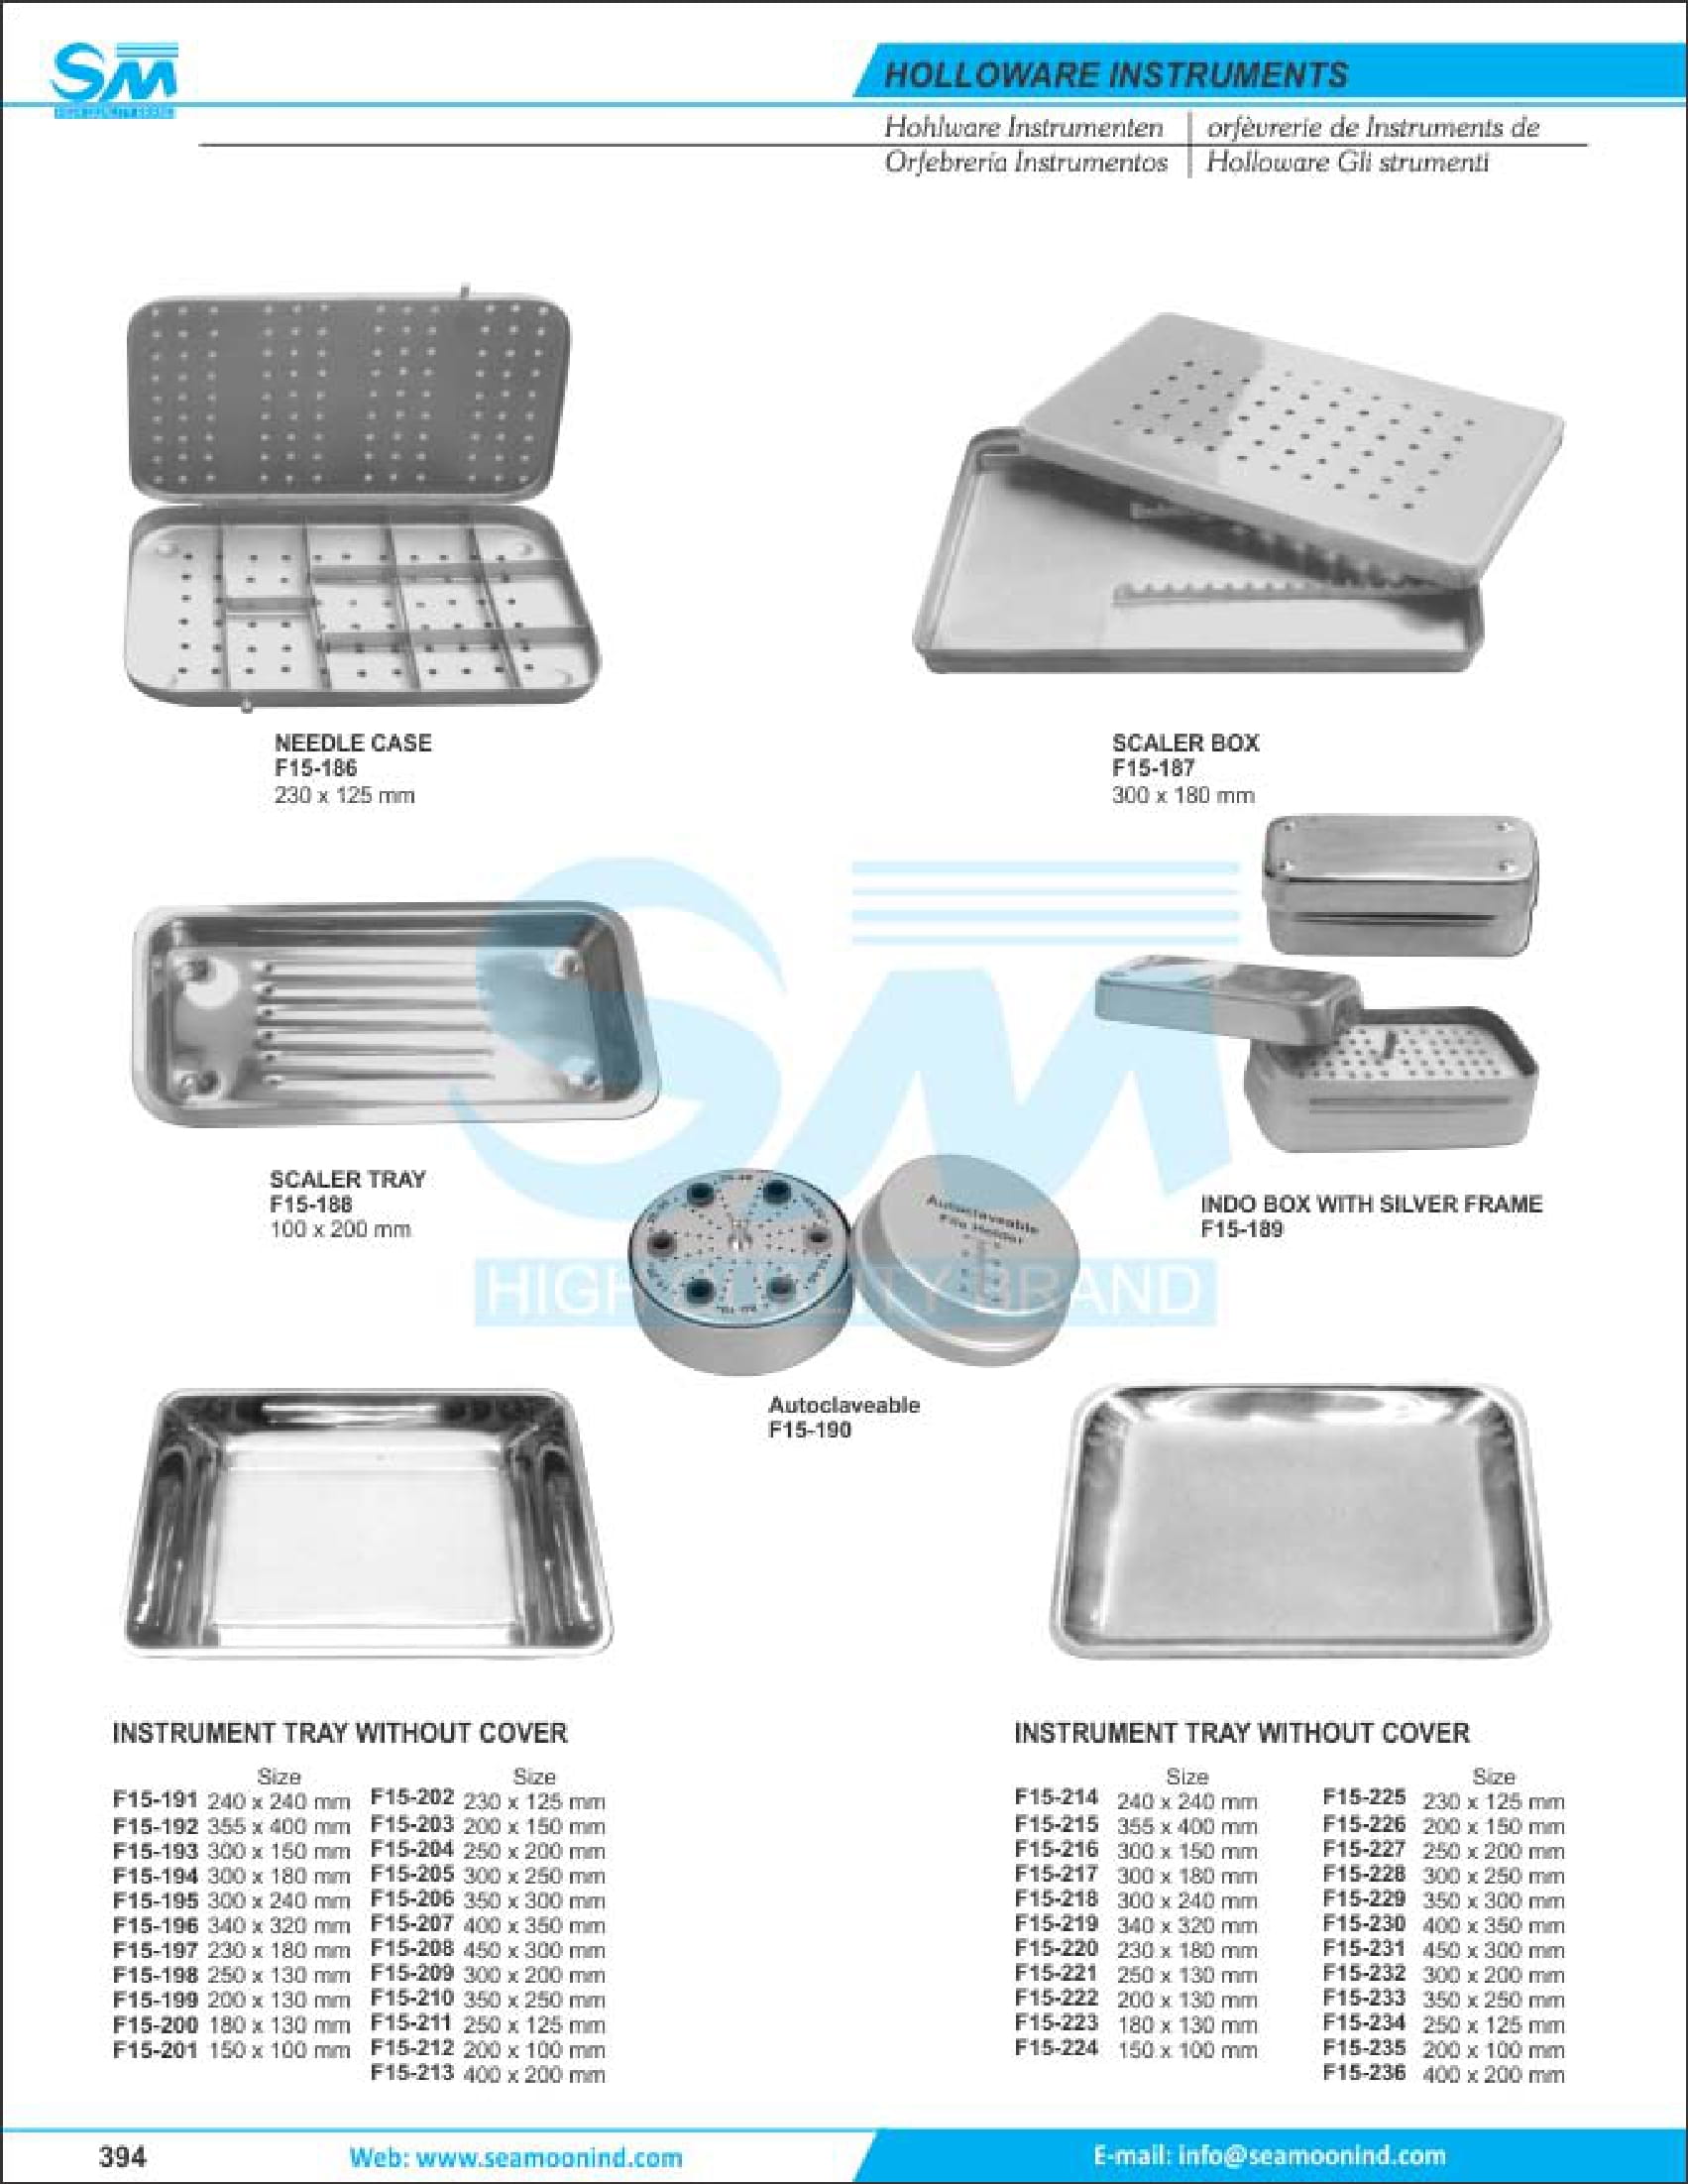 SM
HOLLOWARE INSTRUMENTS
Hohlware Instrumenten | orfèvrerie de Instruments de
Orfebrería Instrumentos | Holloware Gli strumenti
NEEDLE CASE
F15-186
230 x 125 mm
SCALER BOX
F15-187
300 x 180 mm
SM
SCALER TRAY
F15-188
100 x 200 mm
INDO BOX WITH SILVER FRAME
F15-189
Autoclaveable
File Holder
HIGH QUALITY BRAND
Autoclaveable
F15-190
INSTRUMENT TRAY WITHOUT COVER
Size Size
F15-191 240 x 240 mm F15-202 230 x 125 mm
F15-192 355 x 400 mm F15-203 200 x 150 mm
F15-193 300 x 150 mm F15-204 250 x 200 mm
F15-194 300 x 180 mm F15-205 300 x 250 mm
F15-195 300 x 240 mm F15-206 350 x 300 mm
F15-196 340 x 320 mm F15-207 400 x 350 mm
F15-197 230 x 180 mm F15-208 450 x 300 mm
F15-198 250 x 130 mm F15-209 300 x 200 mm
F15-199 200 x 130 mm F15-210 350 x 250 mm
F15-200 180 x 130 mm F15-211 250 x 125 mm
F15-201 150 x 100 mm F15-212 200 x 100 mm
F15-213 400 x 200 mm
INSTRUMENT TRAY WITHOUT COVER
Size Size
F15-214 240 x 240 mm F15-225 230 x 125 mm
F15-215 355 x 400 mm F15-226 200 x 150 mm
F15-216 300 x 150 mm F15-227 250 x 200 mm
F15-217 300 x 180 mm F15-228 300 x 250 mm
F15-218 300 x 240 mm F15-229 350 x 300 mm
F15-219 340 x 320 mm F15-230 400 x 350 mm
F15-220 230 x 180 mm F15-231 450 x 300 mm
F15-221 250 x 130 mm F15-232 300 x 200 mm
F15-222 200 x 130 mm F15-233 350 x 250 mm
F15-223 180 x 130 mm F15-234 250 x 125 mm
F15-224 150 x 100 mm F15-235 200 x 100 mm
F15-236 400 x 200 mm
394 Web: www.seamoonind.com E-mail: info@seamoonind.com